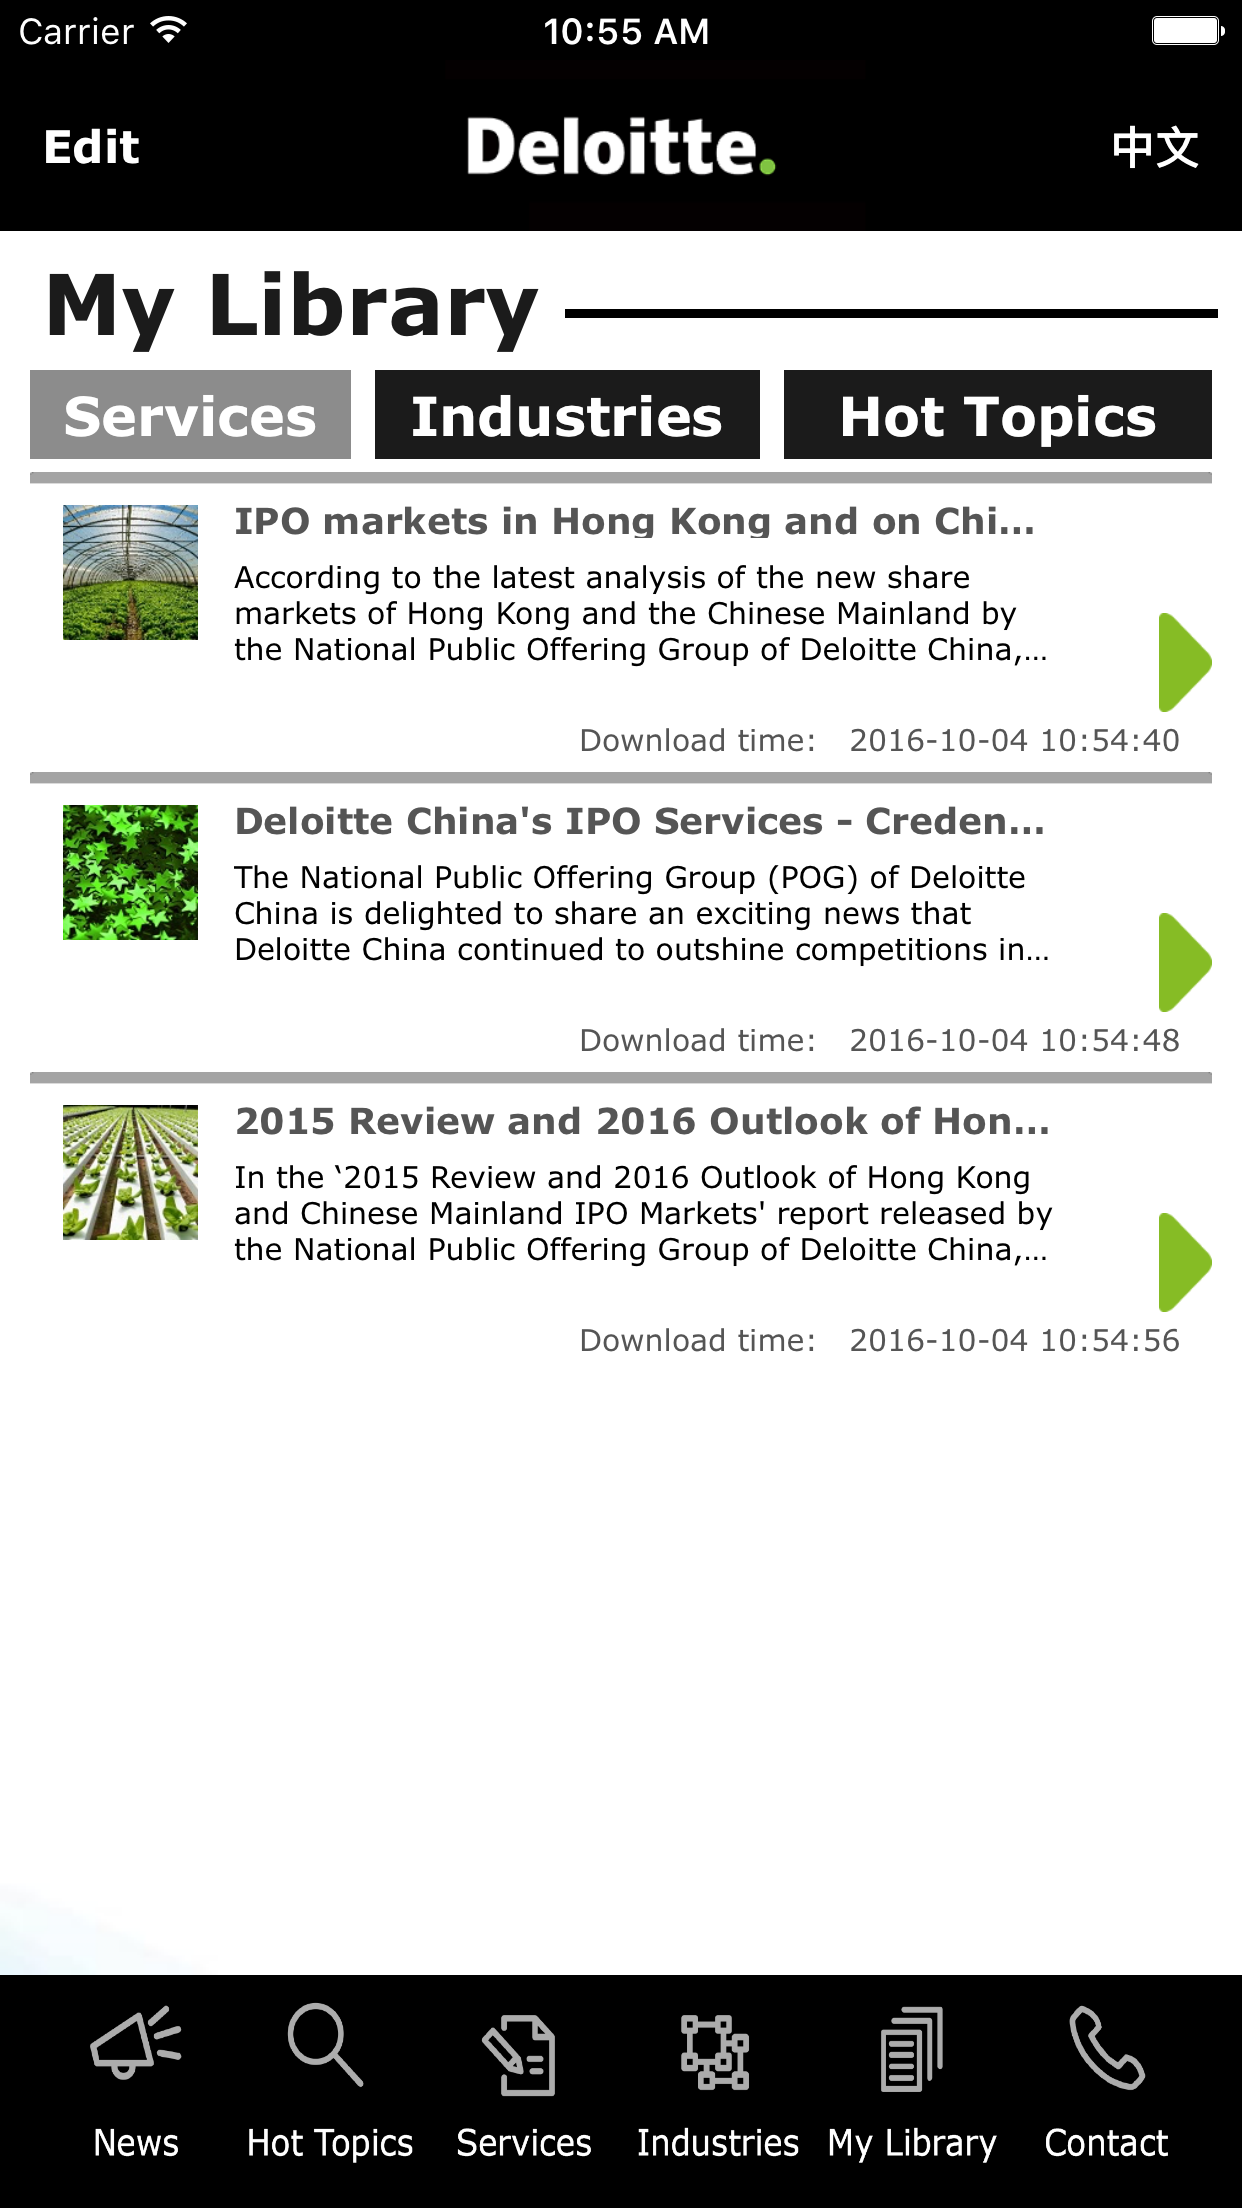 Carrier 10:55 AM
Edit Deloitte. 中文
My Library
Services Industries Hot Topics
IPO markets in Hong Kong and on Chi...
According to the latest analysis of the new share
markets of Hong Kong and the Chinese Mainland by
the National Public Offering Group of Deloitte China,...
Download time: 2016-10-04 10:54:40
Deloitte China's IPO Services - Creden...
The National Public Offering Group (POG) of Deloitte
China is delighted to share an exciting news that
Deloitte China continued to outshine competitions in...
Download time: 2016-10-04 10:54:48
2015 Review and 2016 Outlook of Hon...
In the ‘2015 Review and 2016 Outlook of Hong Kong
and Chinese Mainland IPO Markets' report released by
the National Public Offering Group of Deloitte China,...
Download time: 2016-10-04 10:54:56
News Hot Topics Services Industries My Library Contact